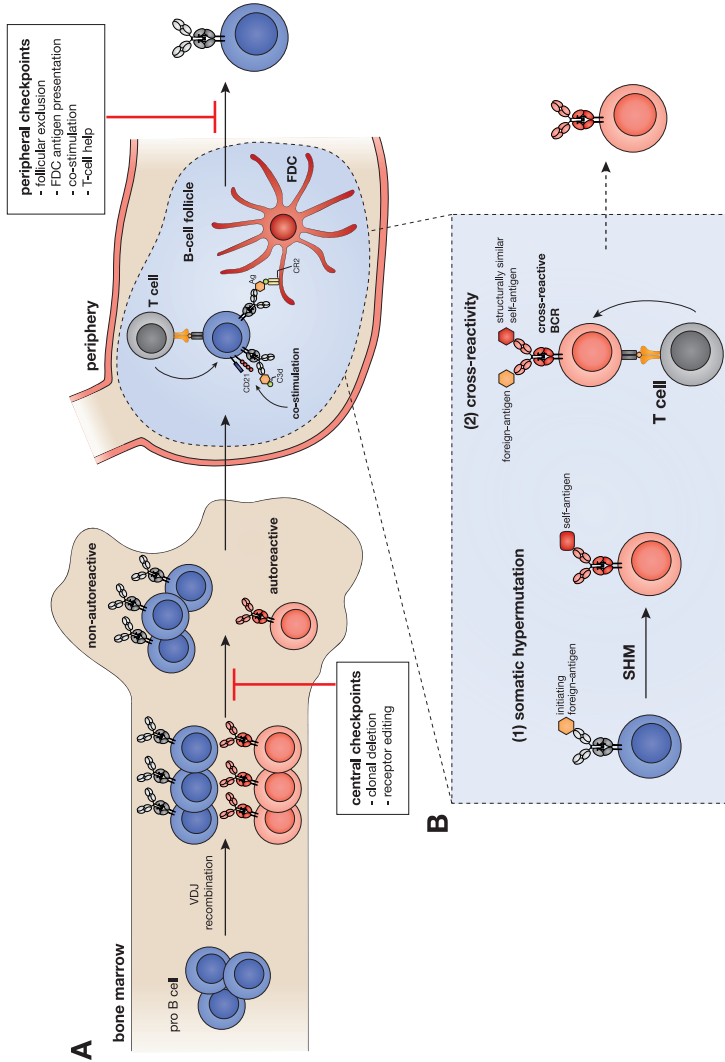 A
bone marrow
pro B cell
VDJ
recombination
central checkpoints
- clonal deletion
- receptor editing
non-autoreactive
autoreactive
periphery
T cell
B-cell follicle
CD21
C3d
co-stimulation
Ag
CR2
FDC
peripheral checkpoints
- follicular exclusion
- FDC antigen presentation
- co-stimulation
- T-cell help
B
(1) somatic hypermutation
initiating
foreign-antigen
SHM
self-antigen
(2) cross-reactivity
foreign-antigen
structurally similar
self-antigen
cross-reactive
BCR
T cell